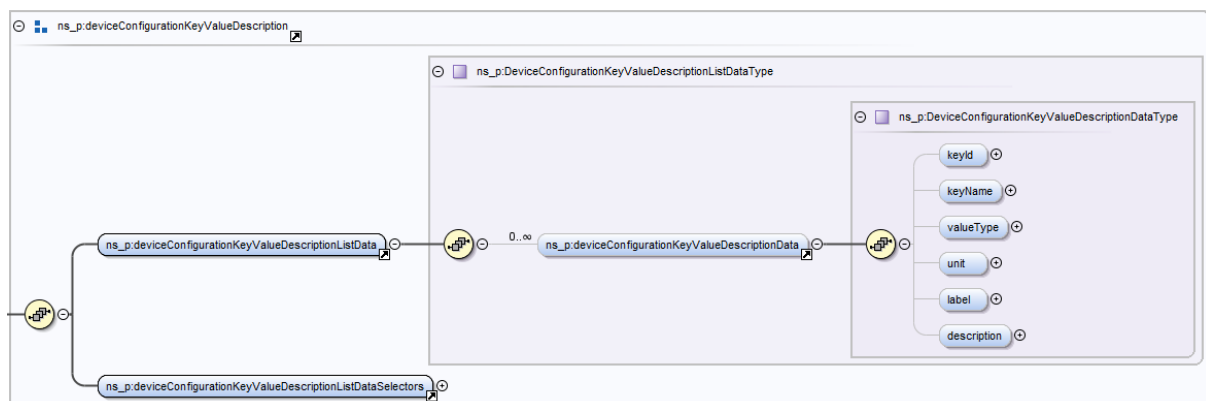 ns_p:deviceConfigurationKeyValueDescription
ns_p:DeviceConfigurationKeyValueDescriptionListDataType
ns_p:DeviceConfigurationKeyValueDescriptionDataType
keyId
keyName
valueType
unit
label
description
ns_p:deviceConfigurationKeyValueDescriptionListData
0..∞
ns_p:deviceConfigurationKeyValueDescriptionData
ns_p:deviceConfigurationKeyValueDescriptionListDataSelectors